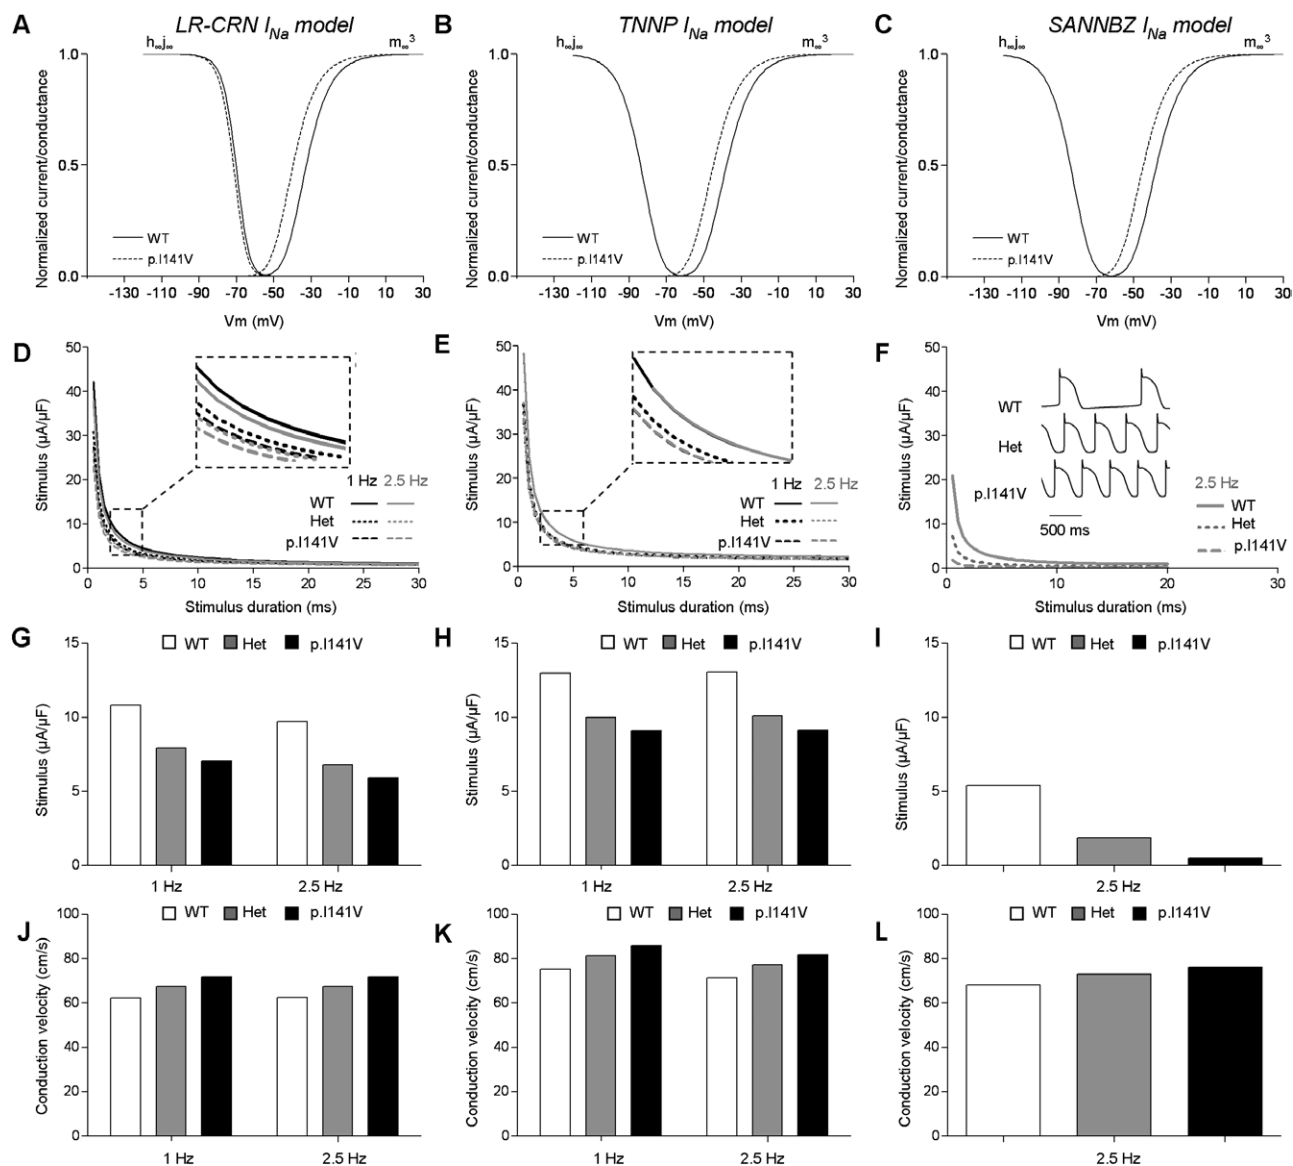 A LR-CRN I_Na model
h∞j∞ m∞³
Normalized current/conductance
1.0
0.5
0.0
WT
p.I141V
-130 -110 -90 -70 -50 -30 -10 10 30
Vm (mV)
B TNNP I_Na model
h∞j∞ m∞³
Normalized current/conductance
1.0
0.5
0.0
WT
p.I141V
-130 -110 -90 -70 -50 -30 -10 10 30
Vm (mV)
C SANNBZ I_Na model
h∞j∞ m∞³
Normalized current/conductance
1.0
0.5
0.0
WT
p.I141V
-130 -110 -90 -70 -50 -30 -10 10 30
Vm (mV)
D
Stimulus (µA/µF)
50
40
30
20
10
0
1 Hz 2.5 Hz
WT
Het
p.I141V
0 5 10 15 20 25 30
Stimulus duration (ms)
E
Stimulus (µA/µF)
50
40
30
20
10
0
1 Hz 2.5 Hz
WT
Het
p.I141V
0 5 10 15 20 25 30
Stimulus duration (ms)
F
Stimulus (µA/µF)
50
40
30
20
10
0
WT
Het
p.I141V
500 ms
2.5 Hz
WT
Het
p.I141V
0 10 20 30
Stimulus duration (ms)
G
WT Het p.I141V
Stimulus (µA/µF)
15
10
5
0
1 Hz 2.5 Hz
H
WT Het p.I141V
Stimulus (µA/µF)
15
10
5
0
1 Hz 2.5 Hz
I
WT Het p.I141V
Stimulus (µA/µF)
15
10
5
0
2.5 Hz
J
WT Het p.I141V
Conduction velocity (cm/s)
100
80
60
40
20
0
1 Hz 2.5 Hz
K
WT Het p.I141V
Conduction velocity (cm/s)
100
80
60
40
20
0
1 Hz 2.5 Hz
L
WT Het p.I141V
Conduction velocity (cm/s)
100
80
60
40
20
0
2.5 Hz